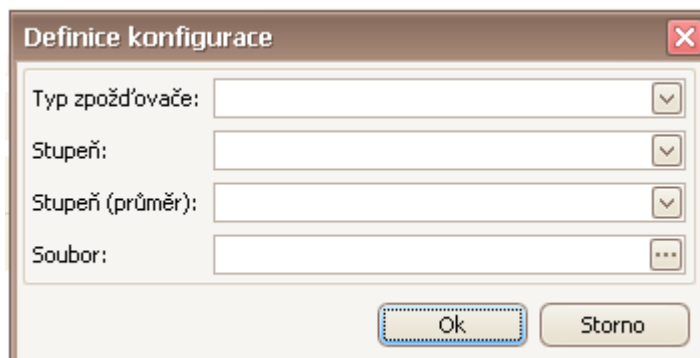 Definice konfigurace
Typ zpožďovače:
Stupeň:
Stupeň (průměr):
Soubor:
Ok Storno